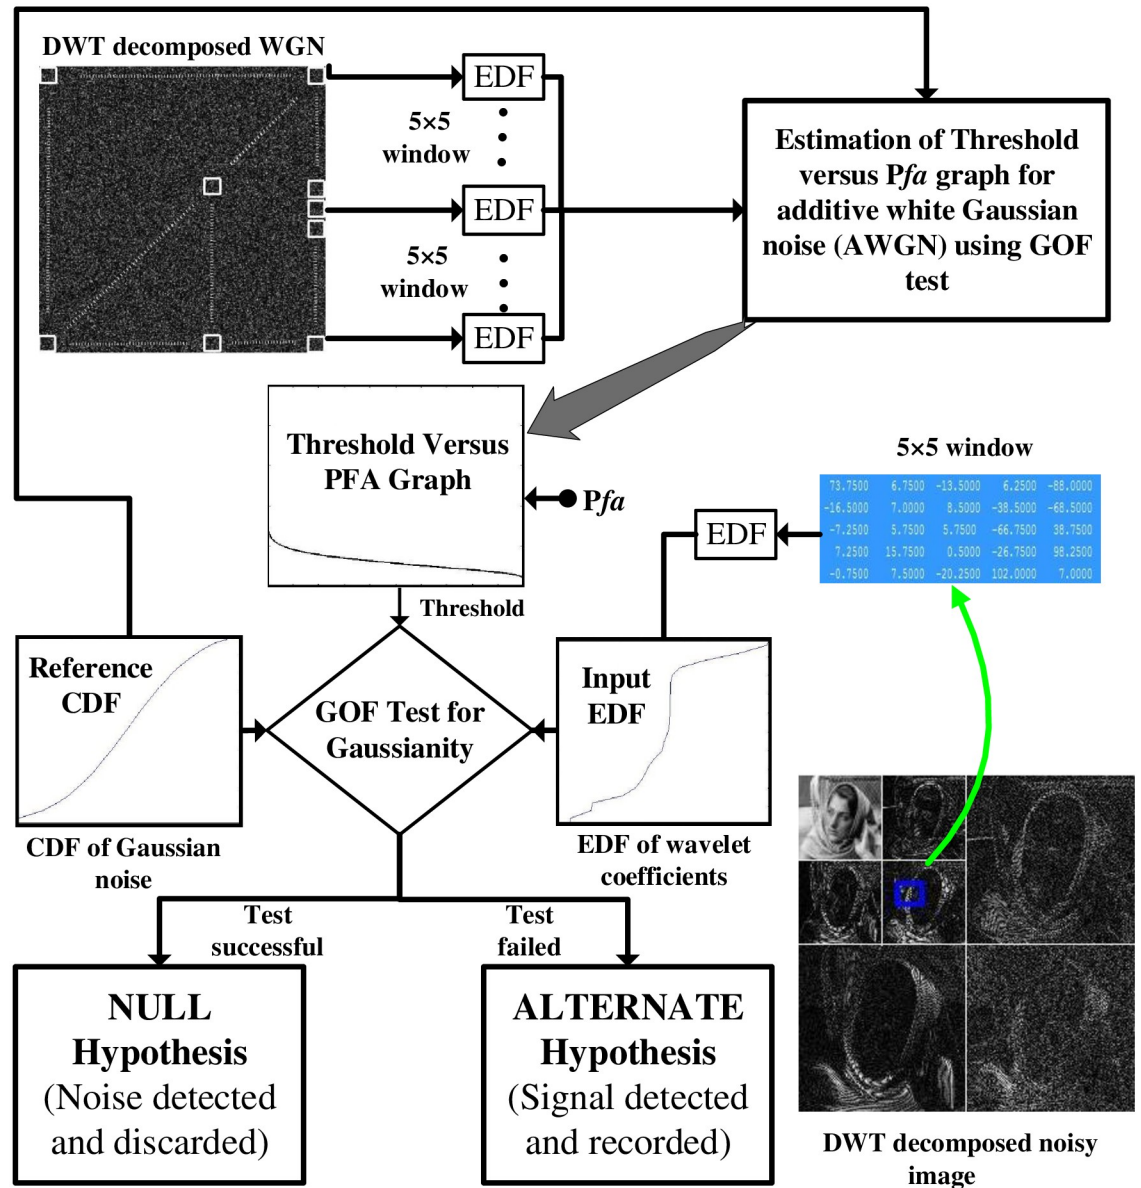 DWT decomposed WGN
EDF
5×5
window
EDF
5×5
window
EDF
Estimation of Threshold
versus Pfa graph for
additive white Gaussian
noise (AWGN) using GOF
test
Threshold Versus
PFA Graph
Pfa
Threshold
5×5 window
73.7500 6.7500 -13.5000 6.2500 -88.0000
-16.5000 7.0000 8.5000 -38.5000 -68.5000
-7.2500 5.7500 5.7500 -66.7500 38.7500
7.2500 15.7500 0.5000 -26.7500 98.2500
-0.7500 7.5000 -20.2500 102.0000 7.0000
EDF
Reference
CDF
GOF Test for
Gaussianity
Input
EDF
CDF of Gaussian
noise
EDF of wavelet
coefficients
Test
successful
Test
failed
NULL
Hypothesis
(Noise detected
and discarded)
ALTERNATE
Hypothesis
(Signal detected
and recorded)
DWT decomposed noisy
image